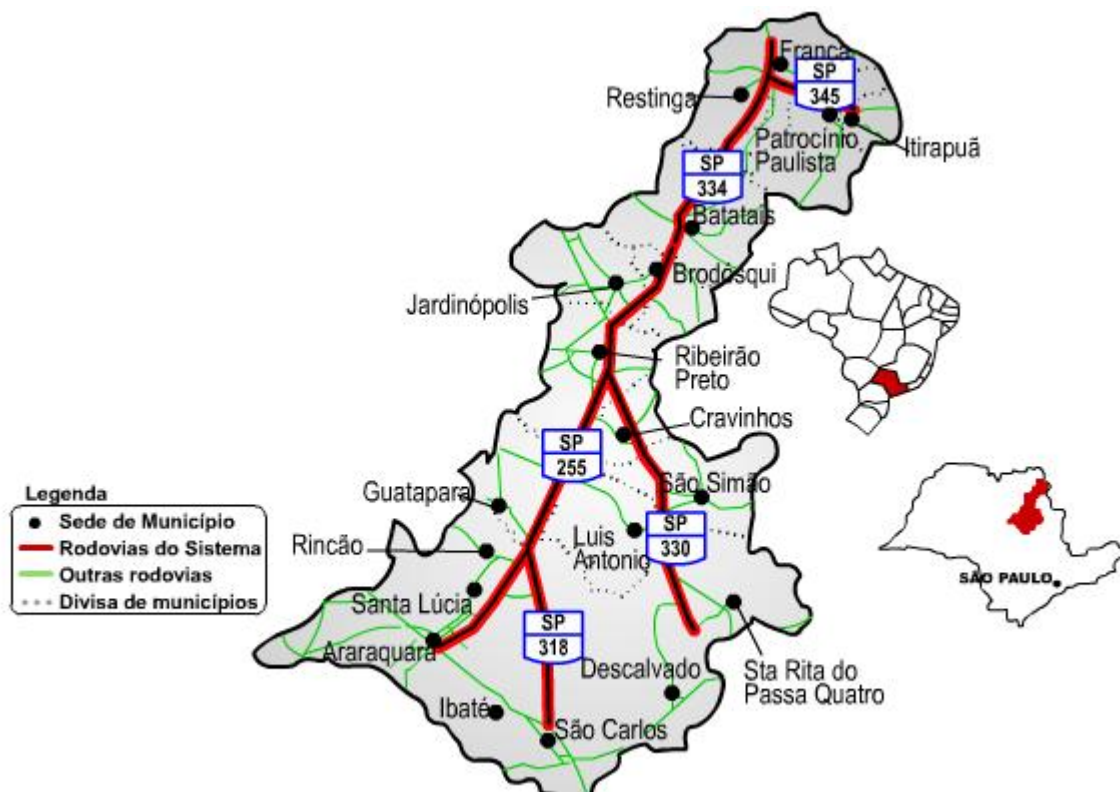 Franca
SP
345
Restinga
Patrocínio
Paulista
Itirapuã
SP
334
Batatais
Brodósqui
Jardinópolis
Ribeirão
Preto
Cravinhos
SP
255
Guatapara
São Simão
Luis
Antonio
SP
330
Rincão
Santa Lúcia
Araraquara
SP
318
Descalvado
Sta Rita do
Passa Quatro
Ibaté
São Carlos
Legenda
Sede de Município
Rodovias do Sistema
Outras rodovias
Divisa de municípios
SÃO PAULO